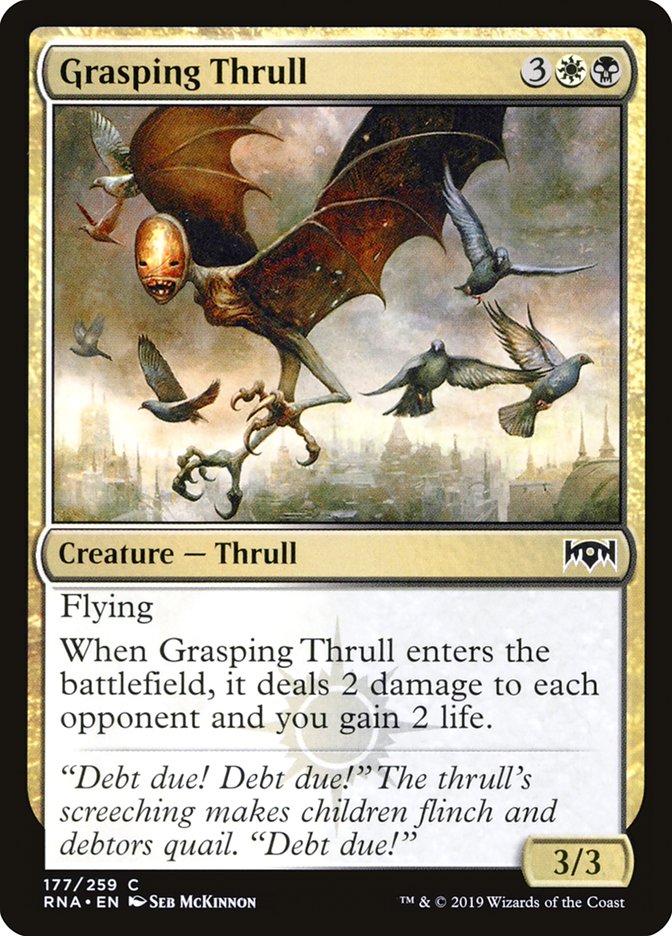 Grasping Thrull 3
Creature — Thrull
Flying
When Grasping Thrull enters the
battlefield, it deals 2 damage to each
opponent and you gain 2 life.
“Debt due! Debt due!” The thrull’s
screeching makes children flinch and
debtors quail. “Debt due!”
3/3
177/259 C
RNA • EN Seb McKinnon
™ & © 2019 Wizards of the Coast